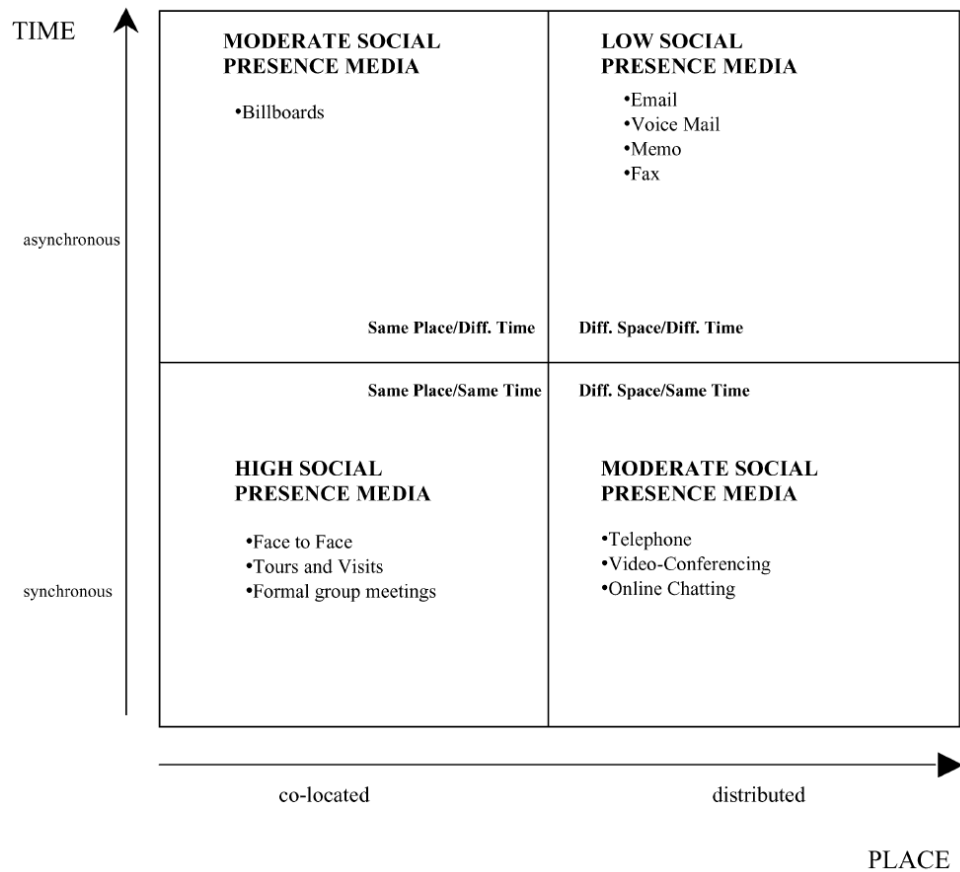 TIME
MODERATE SOCIAL
PRESENCE MEDIA
•Billboards
LOW SOCIAL
PRESENCE MEDIA
•Email
•Voice Mail
•Memo
•Fax
asynchronous
Same Place/Diff. Time
Diff. Space/Diff. Time
Same Place/Same Time
Diff. Space/Same Time
HIGH SOCIAL
PRESENCE MEDIA
•Face to Face
•Tours and Visits
•Formal group meetings
MODERATE SOCIAL
PRESENCE MEDIA
•Telephone
•Video-Conferencing
•Online Chatting
synchronous
co-located
distributed
PLACE